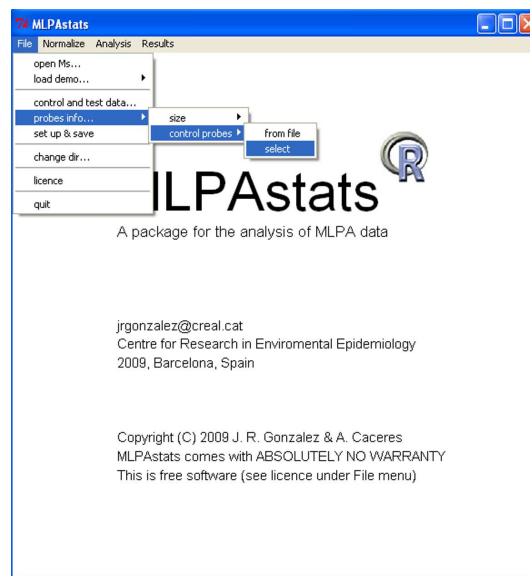 MLPAstats
File Normalize Analysis Results
open Ms...
load demo...
control and test data...
probes info...
set up & save
change dir...
licence
quit
size
control probes
from file
select
R
LPAstats
A package for the analysis of MLPA data
jrgonzalez@creal.cat
Centre for Research in Enviromental Epidemiology
2009, Barcelona, Spain
Copyright (C) 2009 J. R. Gonzalez & A. Caceres
MLPAstats comes with ABSOLUTELY NO WARRANTY
This is free software (see licence under File menu)